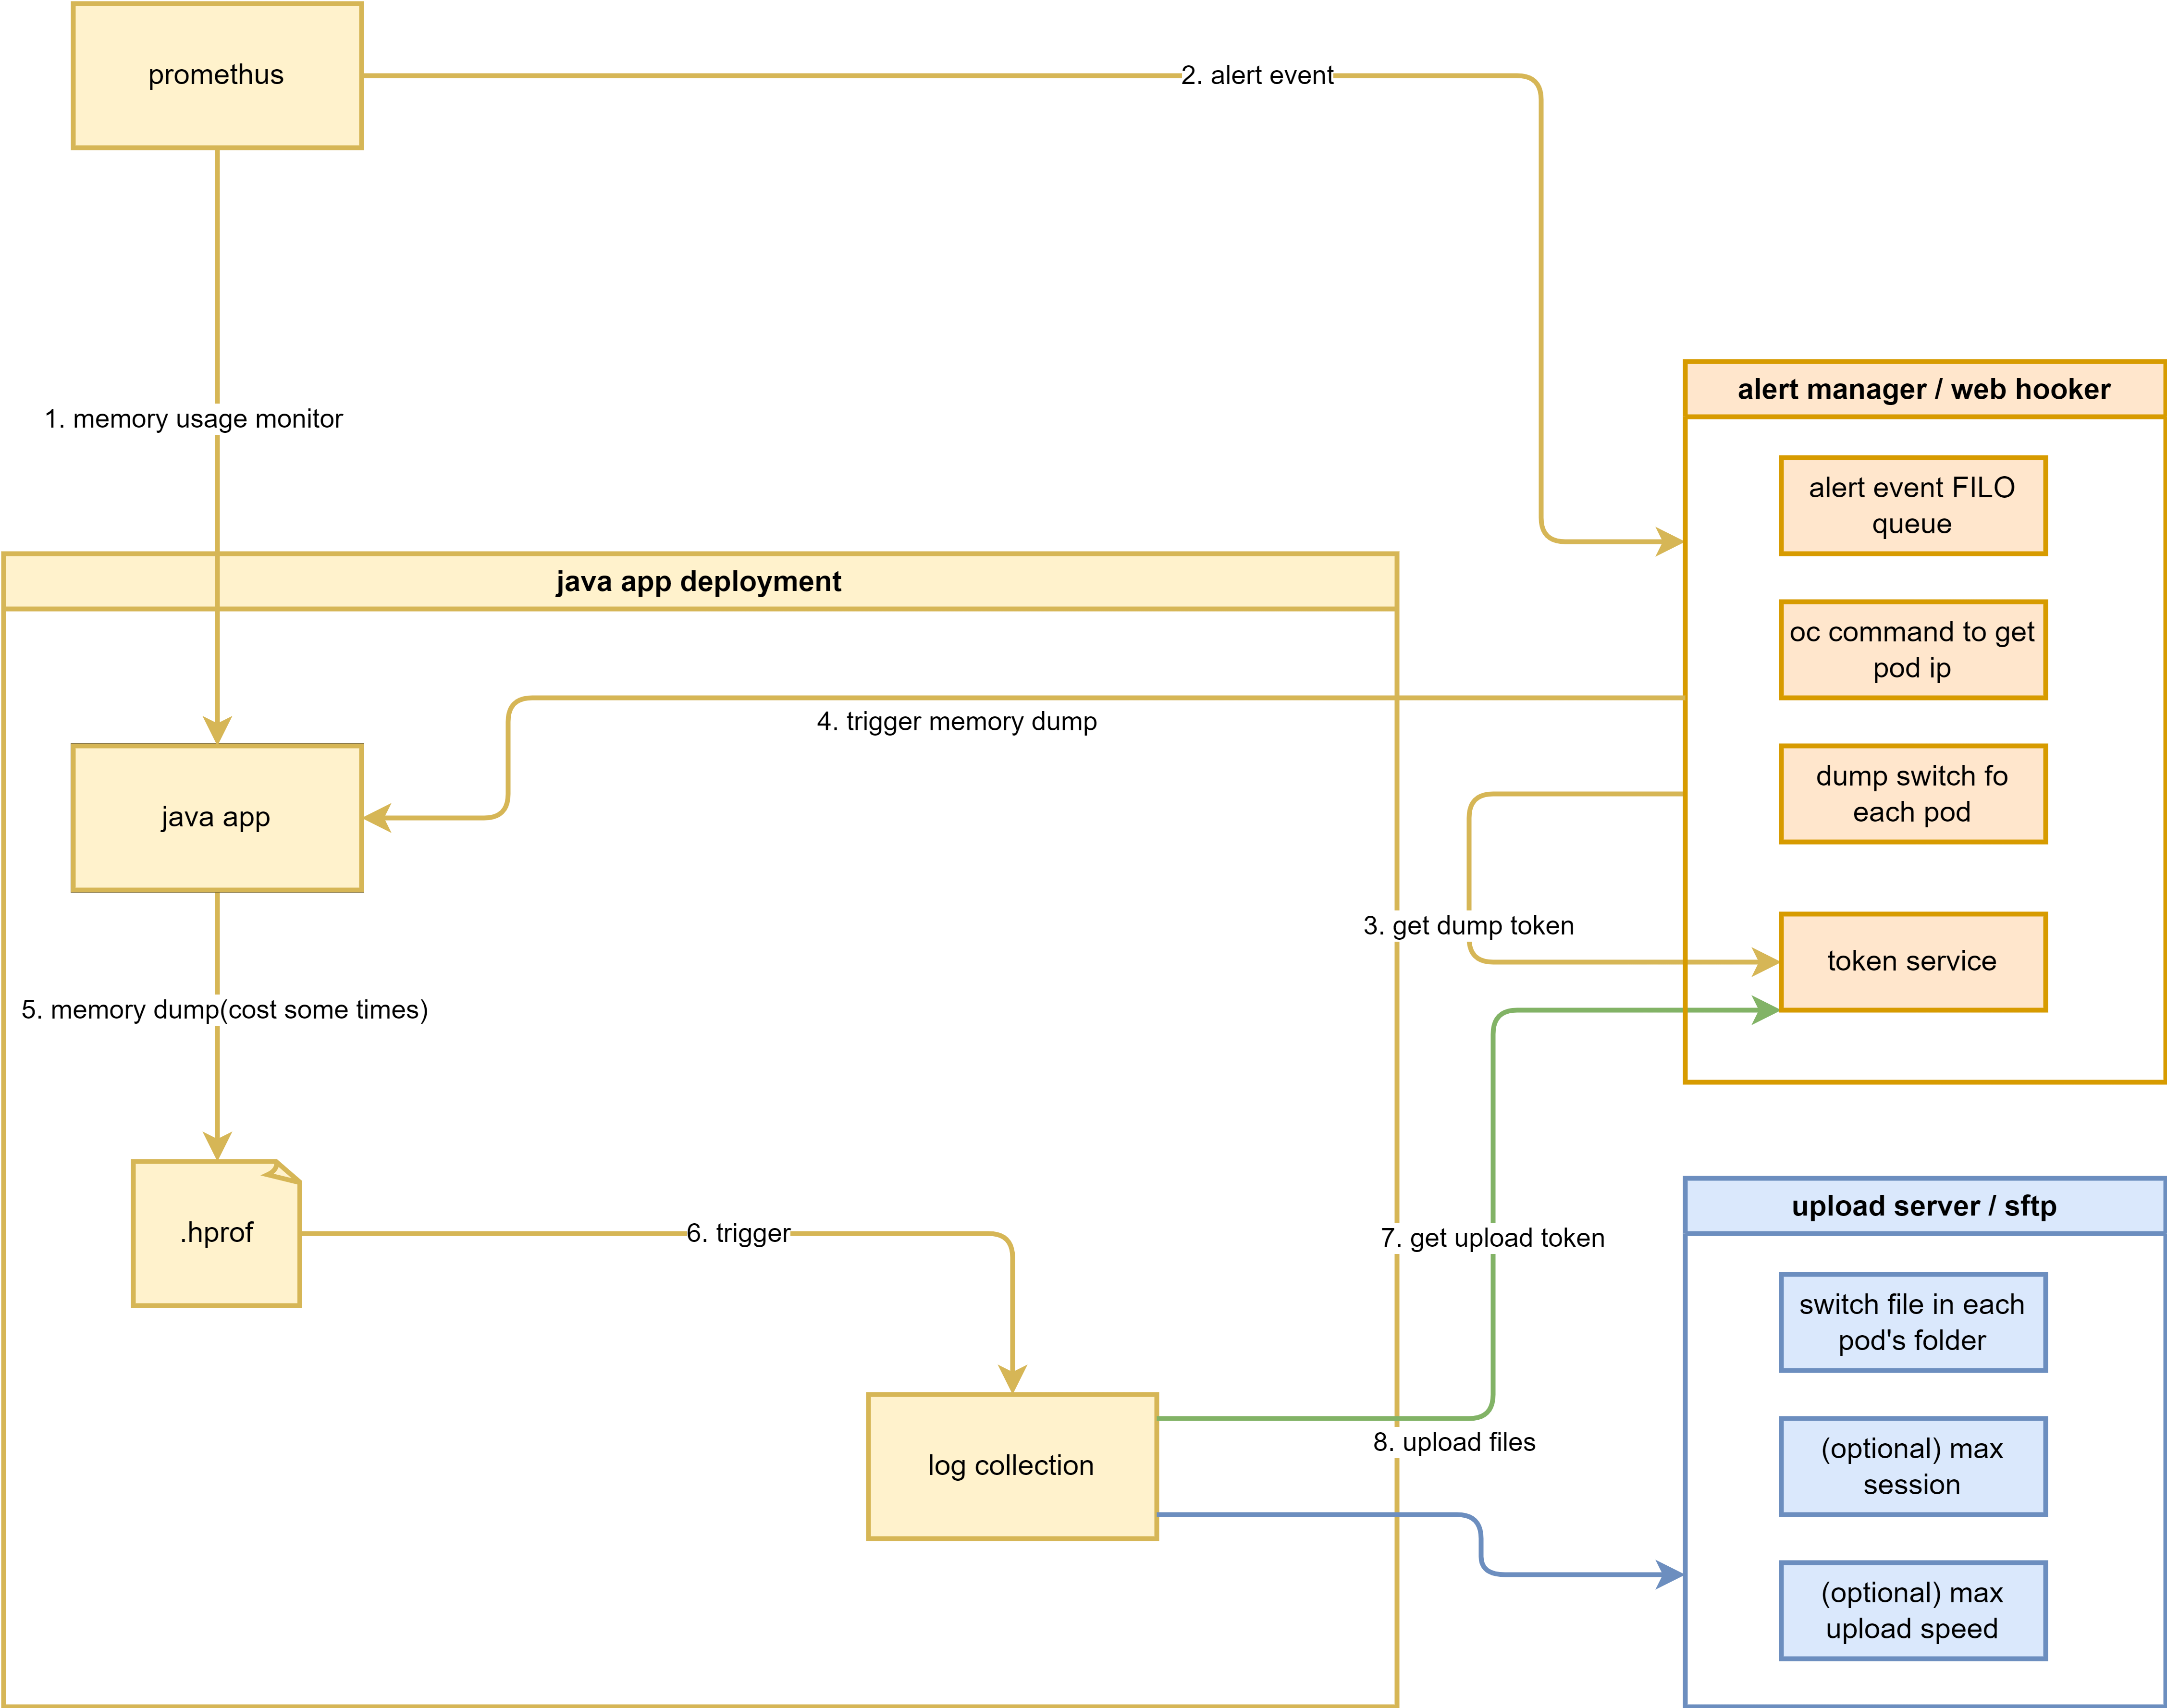 promethus
2. alert event
1. memory usage monitor
alert manager / web hooker
alert event FILO
queue
oc command to get
pod ip
dump switch fo
each pod
token service
java app deployment
4. trigger memory dump
java app
3. get dump token
5. memory dump(cost some times)
.hprof
6. trigger
7. get upload token
8. upload files
log collection
upload server / sftp
switch file in each
pod's folder
(optional) max
session
(optional) max
upload speed